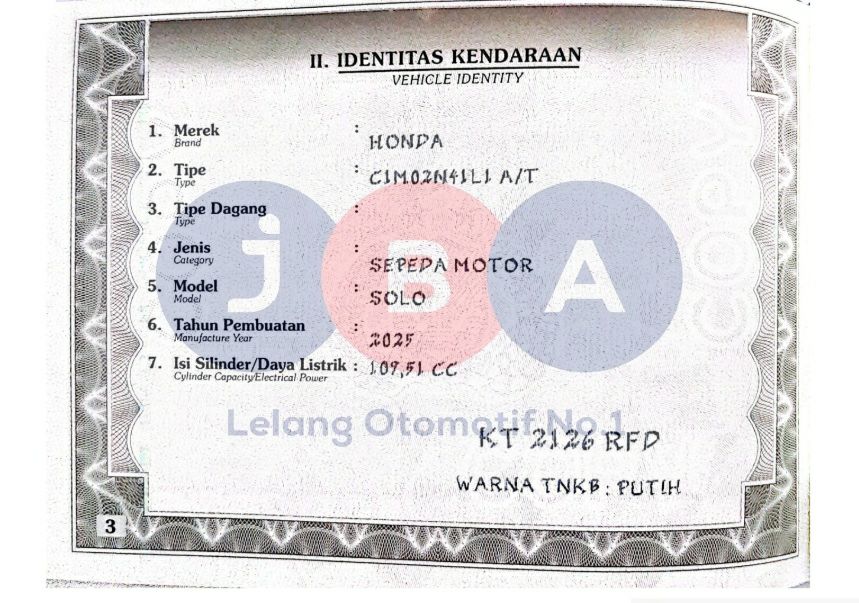 II. IDENTITAS KENDARAAN
VEHICLE IDENTITY
1. Merek : HONDA
Brand
2. Tipe : C1M02N41L1 A/T
Type
3. Tipe Dagang :
Type
4. Jenis :
Category SEPEDA MOTOR
5. Model : SOLO
Model
6. Tahun Pembuatan : 2025
Manufacture Year
7. Isi Silinder/Daya Listrik : 109,51 CC
Cylinder Capacity/Electrical Power
jBA
Lelang Otomotif No.1
KT 2126 RFD
WARNA TNKB : PUTIH
3
COPY